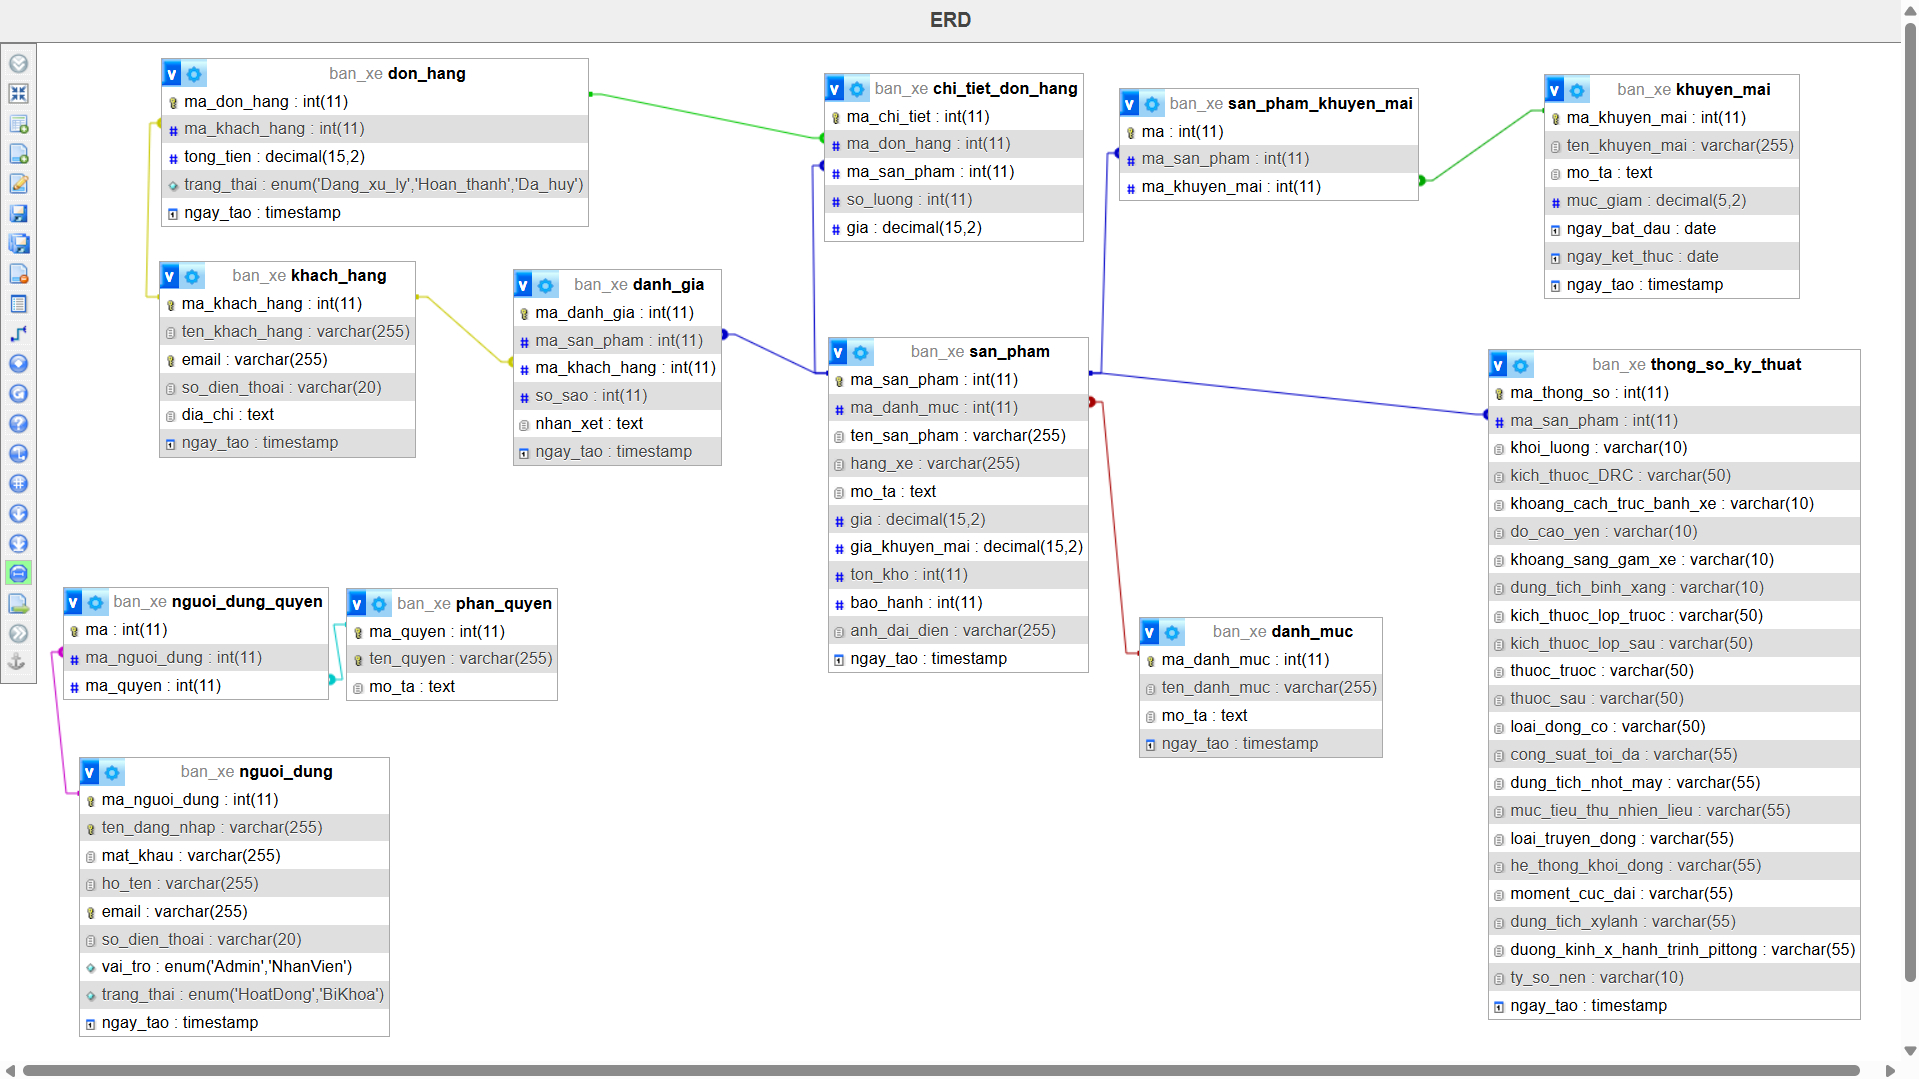 ERD
ban_xe don_hang
ma_don_hang : int(11)
ma_khach_hang : int(11)
tong_tien : decimal(15,2)
trang_thai : enum('Dang_xu_ly','Hoan_thanh','Da_huy')
ngay_tao : timestamp
ban_xe chi_tiet_don_hang
ma_chi_tiet : int(11)
ma_don_hang : int(11)
ma_san_pham : int(11)
so_luong : int(11)
gia : decimal(15,2)
ban_xe san_pham_khuyen_mai
ma : int(11)
ma_san_pham : int(11)
ma_khuyen_mai : int(11)
ban_xe khuyen_mai
ma_khuyen_mai : int(11)
ten_khuyen_mai : varchar(255)
mo_ta : text
muc_giam : decimal(5,2)
ngay_bat_dau : date
ngay_ket_thuc : date
ngay_tao : timestamp
ban_xe khach_hang
ma_khach_hang : int(11)
ten_khach_hang : varchar(255)
email : varchar(255)
so_dien_thoai : varchar(20)
dia_chi : text
ngay_tao : timestamp
ban_xe danh_gia
ma_danh_gia : int(11)
ma_san_pham : int(11)
ma_khach_hang : int(11)
so_sao : int(11)
nhan_xet : text
ngay_tao : timestamp
ban_xe san_pham
ma_san_pham : int(11)
ma_danh_muc : int(11)
ten_san_pham : varchar(255)
hang_xe : varchar(255)
mo_ta : text
gia : decimal(15,2)
gia_khuyen_mai : decimal(15,2)
ton_kho : int(11)
bao_hanh : int(11)
anh_dai_dien : varchar(255)
ngay_tao : timestamp
ban_xe thong_so_ky_thuat
ma_thong_so : int(11)
ma_san_pham : int(11)
khoi_luong : varchar(10)
kich_thuoc_DRC : varchar(50)
khoang_cach_truc_banh_xe : varchar(10)
do_cao_yen : varchar(10)
khoang_sang_gam_xe : varchar(10)
dung_tich_binh_xang : varchar(10)
kich_thuoc_lop_truoc : varchar(50)
kich_thuoc_lop_sau : varchar(50)
thuoc_truoc : varchar(50)
thuoc_sau : varchar(50)
loai_dong_co : varchar(50)
cong_suat_toi_da : varchar(55)
dung_tich_nhot_may : varchar(55)
muc_tieu_thu_nhien_lieu : varchar(55)
loai_truyen_dong : varchar(55)
he_thong_khoi_dong : varchar(55)
moment_cuc_dai : varchar(55)
dung_tich_xylanh : varchar(55)
duong_kinh_x_hanh_trinh_pittong : varchar(55)
ty_so_nen : varchar(10)
ngay_tao : timestamp
ban_xe nguoi_dung_quyen
ma : int(11)
ma_nguoi_dung : int(11)
ma_quyen : int(11)
ban_xe phan_quyen
ma_quyen : int(11)
ten_quyen : varchar(255)
mo_ta : text
ban_xe danh_muc
ma_danh_muc : int(11)
ten_danh_muc : varchar(255)
mo_ta : text
ngay_tao : timestamp
ban_xe nguoi_dung
ma_nguoi_dung : int(11)
ten_dang_nhap : varchar(255)
mat_khau : varchar(255)
ho_ten : varchar(255)
email : varchar(255)
so_dien_thoai : varchar(20)
vai_tro : enum('Admin','NhanVien')
trang_thai : enum('HoatDong','BiKhoa')
ngay_tao : timestamp